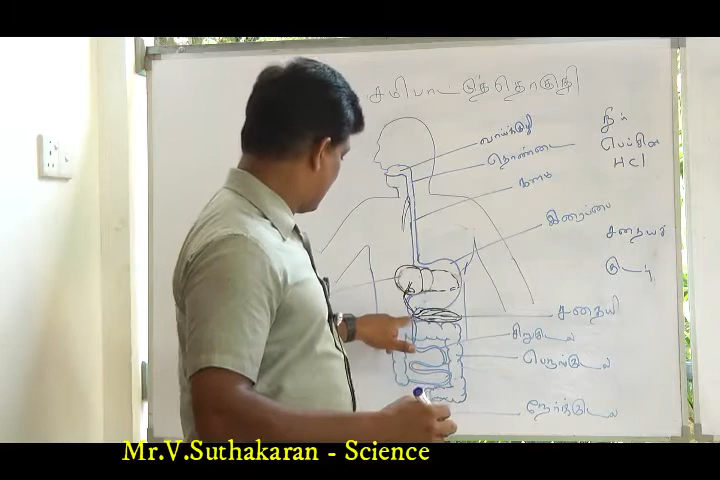 சமிபாட்டுத்தொகுதி
வாய்க்குழி
தொண்டை
களம்
இரைப்பை
சதையி
சிறுகுடல்
பெருங்குடல்
நேர்குடல
நீர்
பெப்சின
HCl
சதையச்
Mr.V.Suthakaran - Science